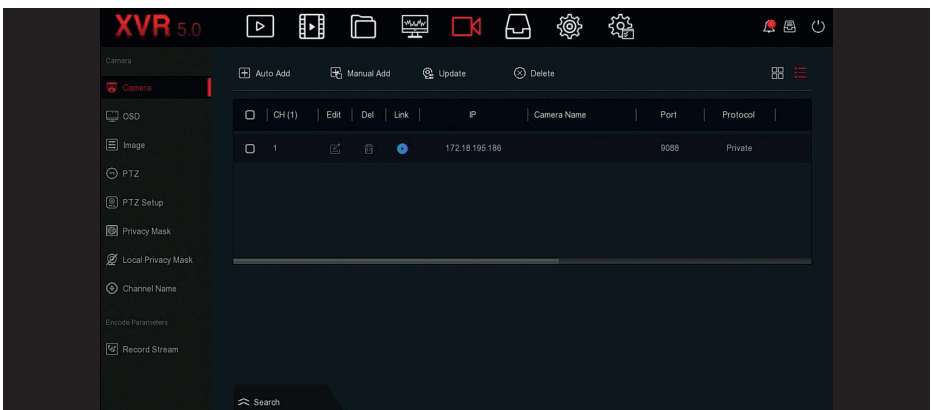 XVR 5.0
Camera
Camera
OSD
Image
PTZ
PTZ Setup
Privacy Mask
Local Privacy Mask
Channel Name
Encode Parameters
Record Stream
Auto Add Manual Add Update Delete
CH (1) Edit Del Link IP Camera Name Port Protocol
1 172.18.195.186 9088 Private
Search